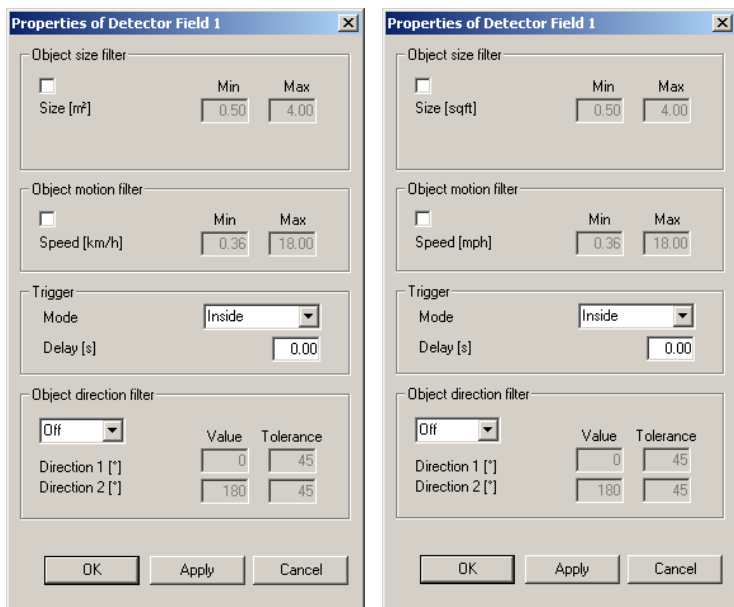 Properties of Detector Field 1
Object size filter
Min Max
Size [m²] 0.50 4.00
Object motion filter
Min Max
Speed [km/h] 0.36 18.00
Trigger
Mode Inside
Delay [s] 0.00
Object direction filter
Off
Value Tolerance
Direction 1 [°] 0 45
Direction 2 [°] 180 45
OK Apply Cancel
Properties of Detector Field 1
Object size filter
Min Max
Size [sqft] 0.50 4.00
Object motion filter
Min Max
Speed [mph] 0.36 18.00
Trigger
Mode Inside
Delay [s] 0.00
Object direction filter
Off
Value Tolerance
Direction 1 [°] 0 45
Direction 2 [°] 180 45
OK Apply Cancel